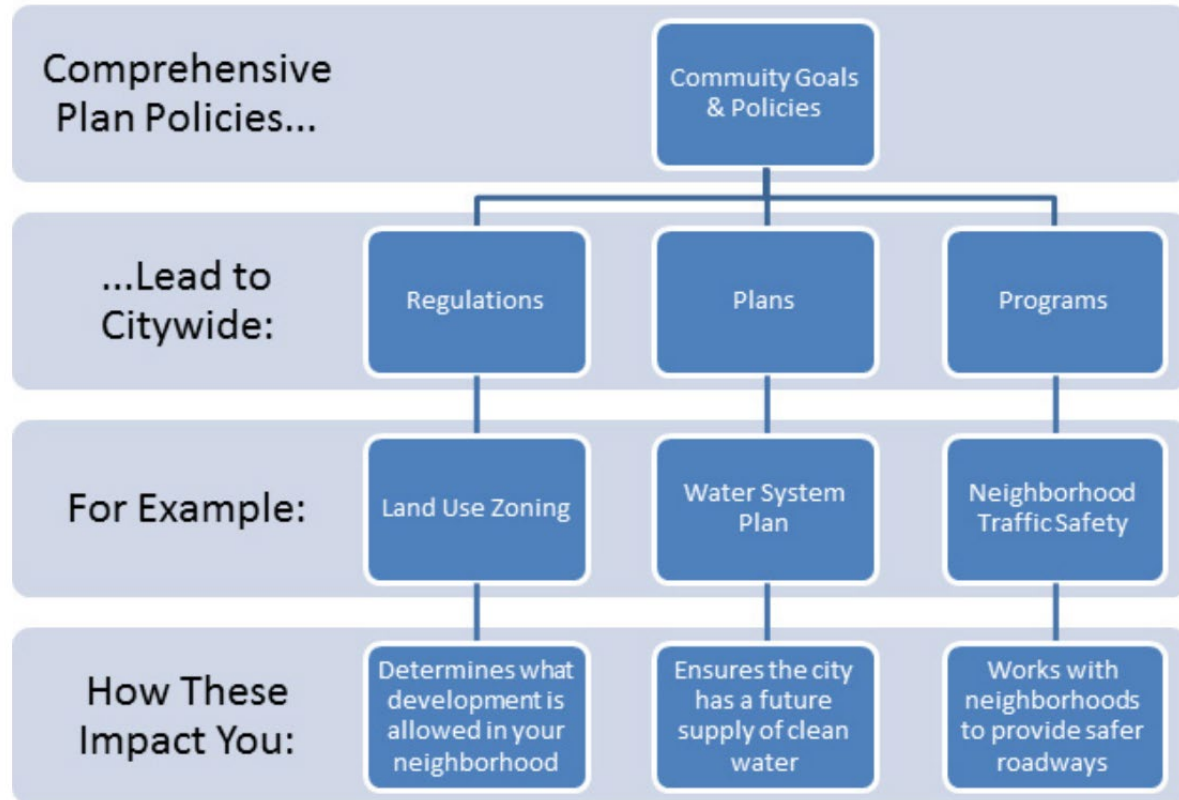 Comprehensive
Plan Policies...
Commuity Goals
& Policies
...Lead to
Citywide:
Regulations
Plans
Programs
For Example:
Land Use Zoning
Water System
Plan
Neighborhood
Traffic Safety
How These
Impact You:
Determines what
development is
allowed in your
neighborhood
Ensures the city
has a future
supply of clean
water
Works with
neighborhoods
to provide safer
roadways